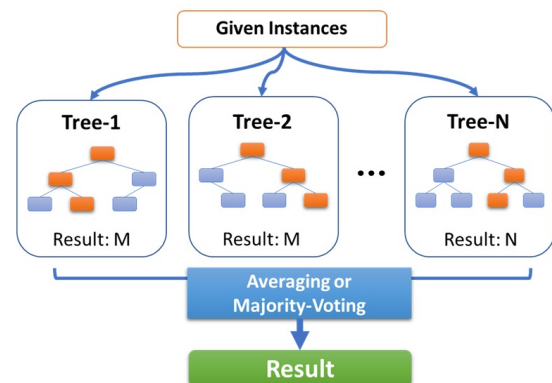 Given Instances
Tree-1
Tree-2
Tree-N
...
Result: M
Result: M
Result: N
Averaging or
Majority-Voting
Result